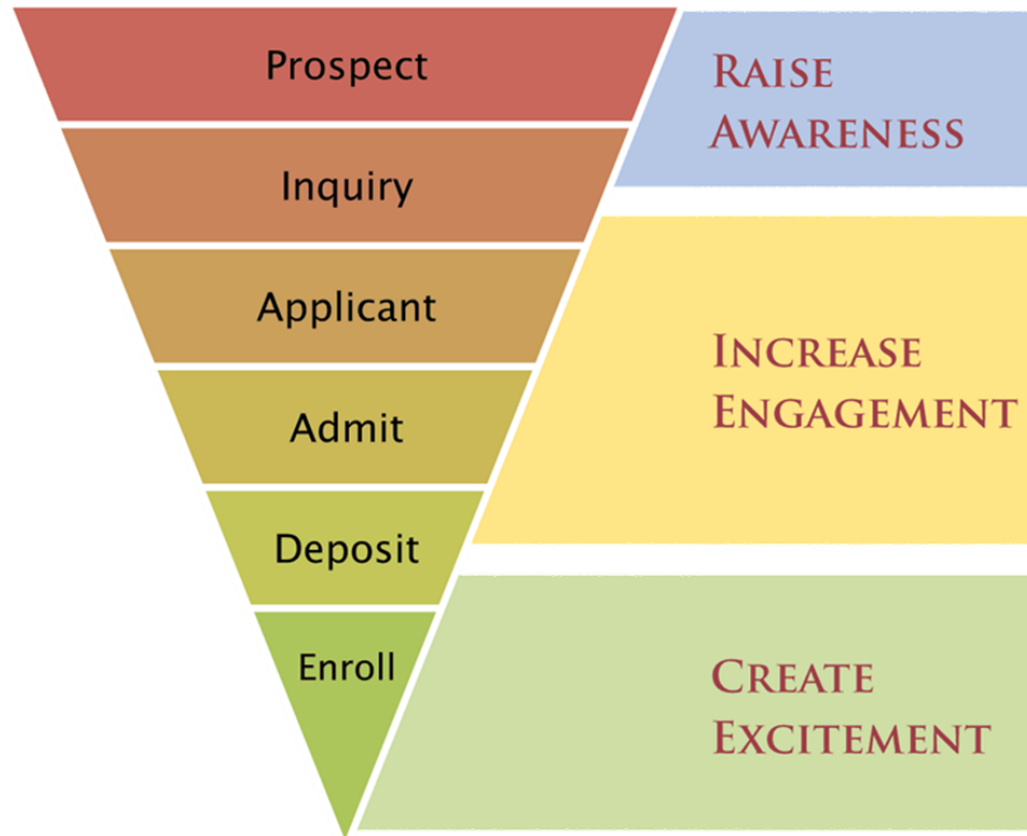 Prospect
Inquiry
Applicant
Admit
Deposit
Enroll
RAISE
AWARENESS
INCREASE
ENGAGEMENT
CREATE
EXCITEMENT